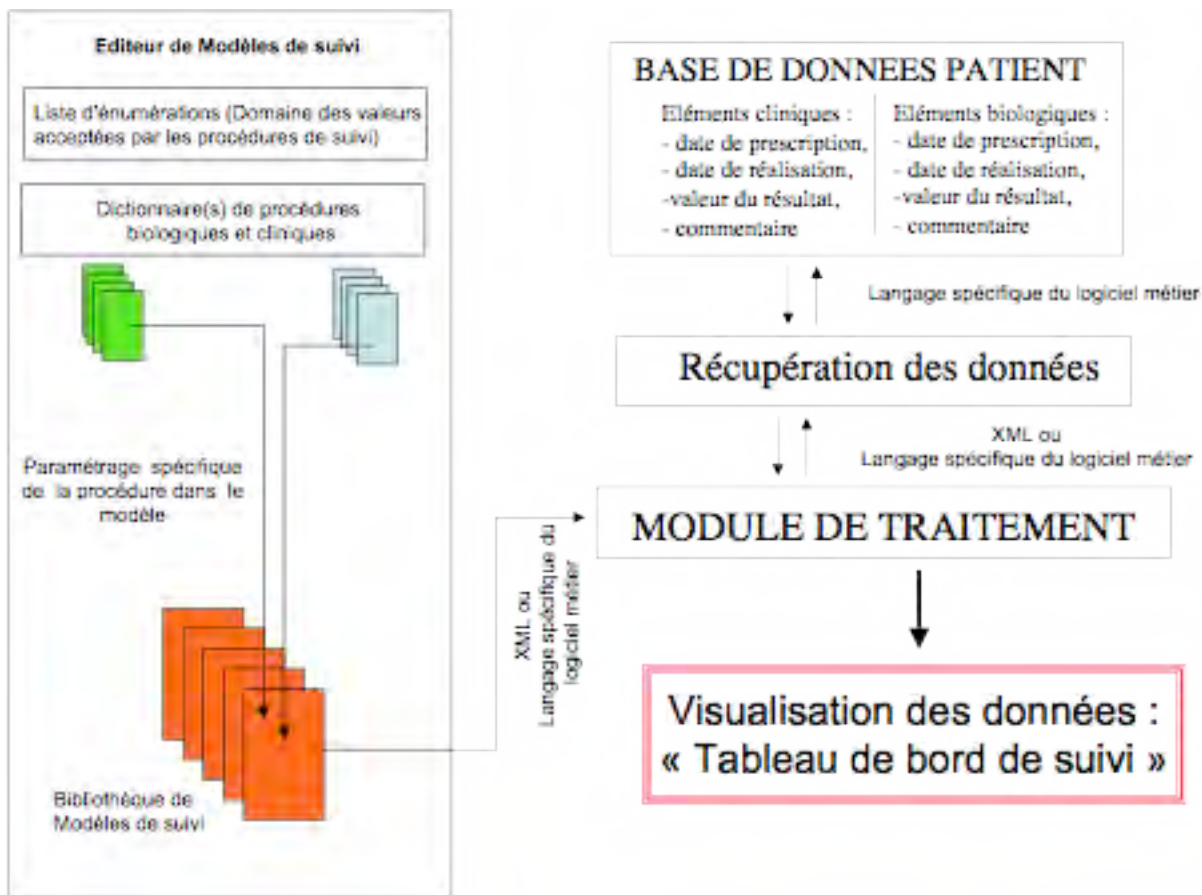 Editeur de Modèles de suivi
Liste d'énumérations (Domaine des valeurs
acceptées par les procédures de suivi)
Dictionnaire(s) de procédures
biologiques et cliniques
Paramétrage spécifique
de la procédure dans le
modèle
Bibliothèque de
Modèles de suivi
XML ou
Langage spécifique du
logiciel métier
BASE DE DONNEES PATIENT
Eléments cliniques :
- date de prescription,
- date de réalisation,
-valeur du résultat,
- commentaire
Eléments biologiques :
- date de prescription,
- date de réalisation,
-valeur du résultat,
- commentaire
Langage spécifique du logiciel métier
Récupération des données
XML ou
Langage spécifique du logiciel métier
MODULE DE TRAITEMENT
Visualisation des données :
« Tableau de bord de suivi »